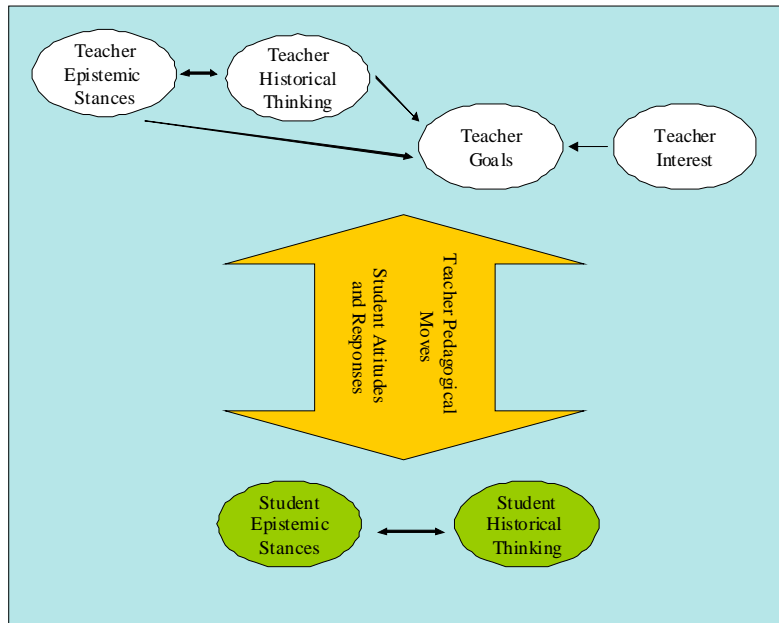 Teacher
Epistemic
Stances
Teacher
Historical
Thinking
Teacher
Goals
Teacher
Interest
Teacher Pedagogical
Moves
Student Attitudes
and Responses
Student
Epistemic
Stances
Student
Historical
Thinking